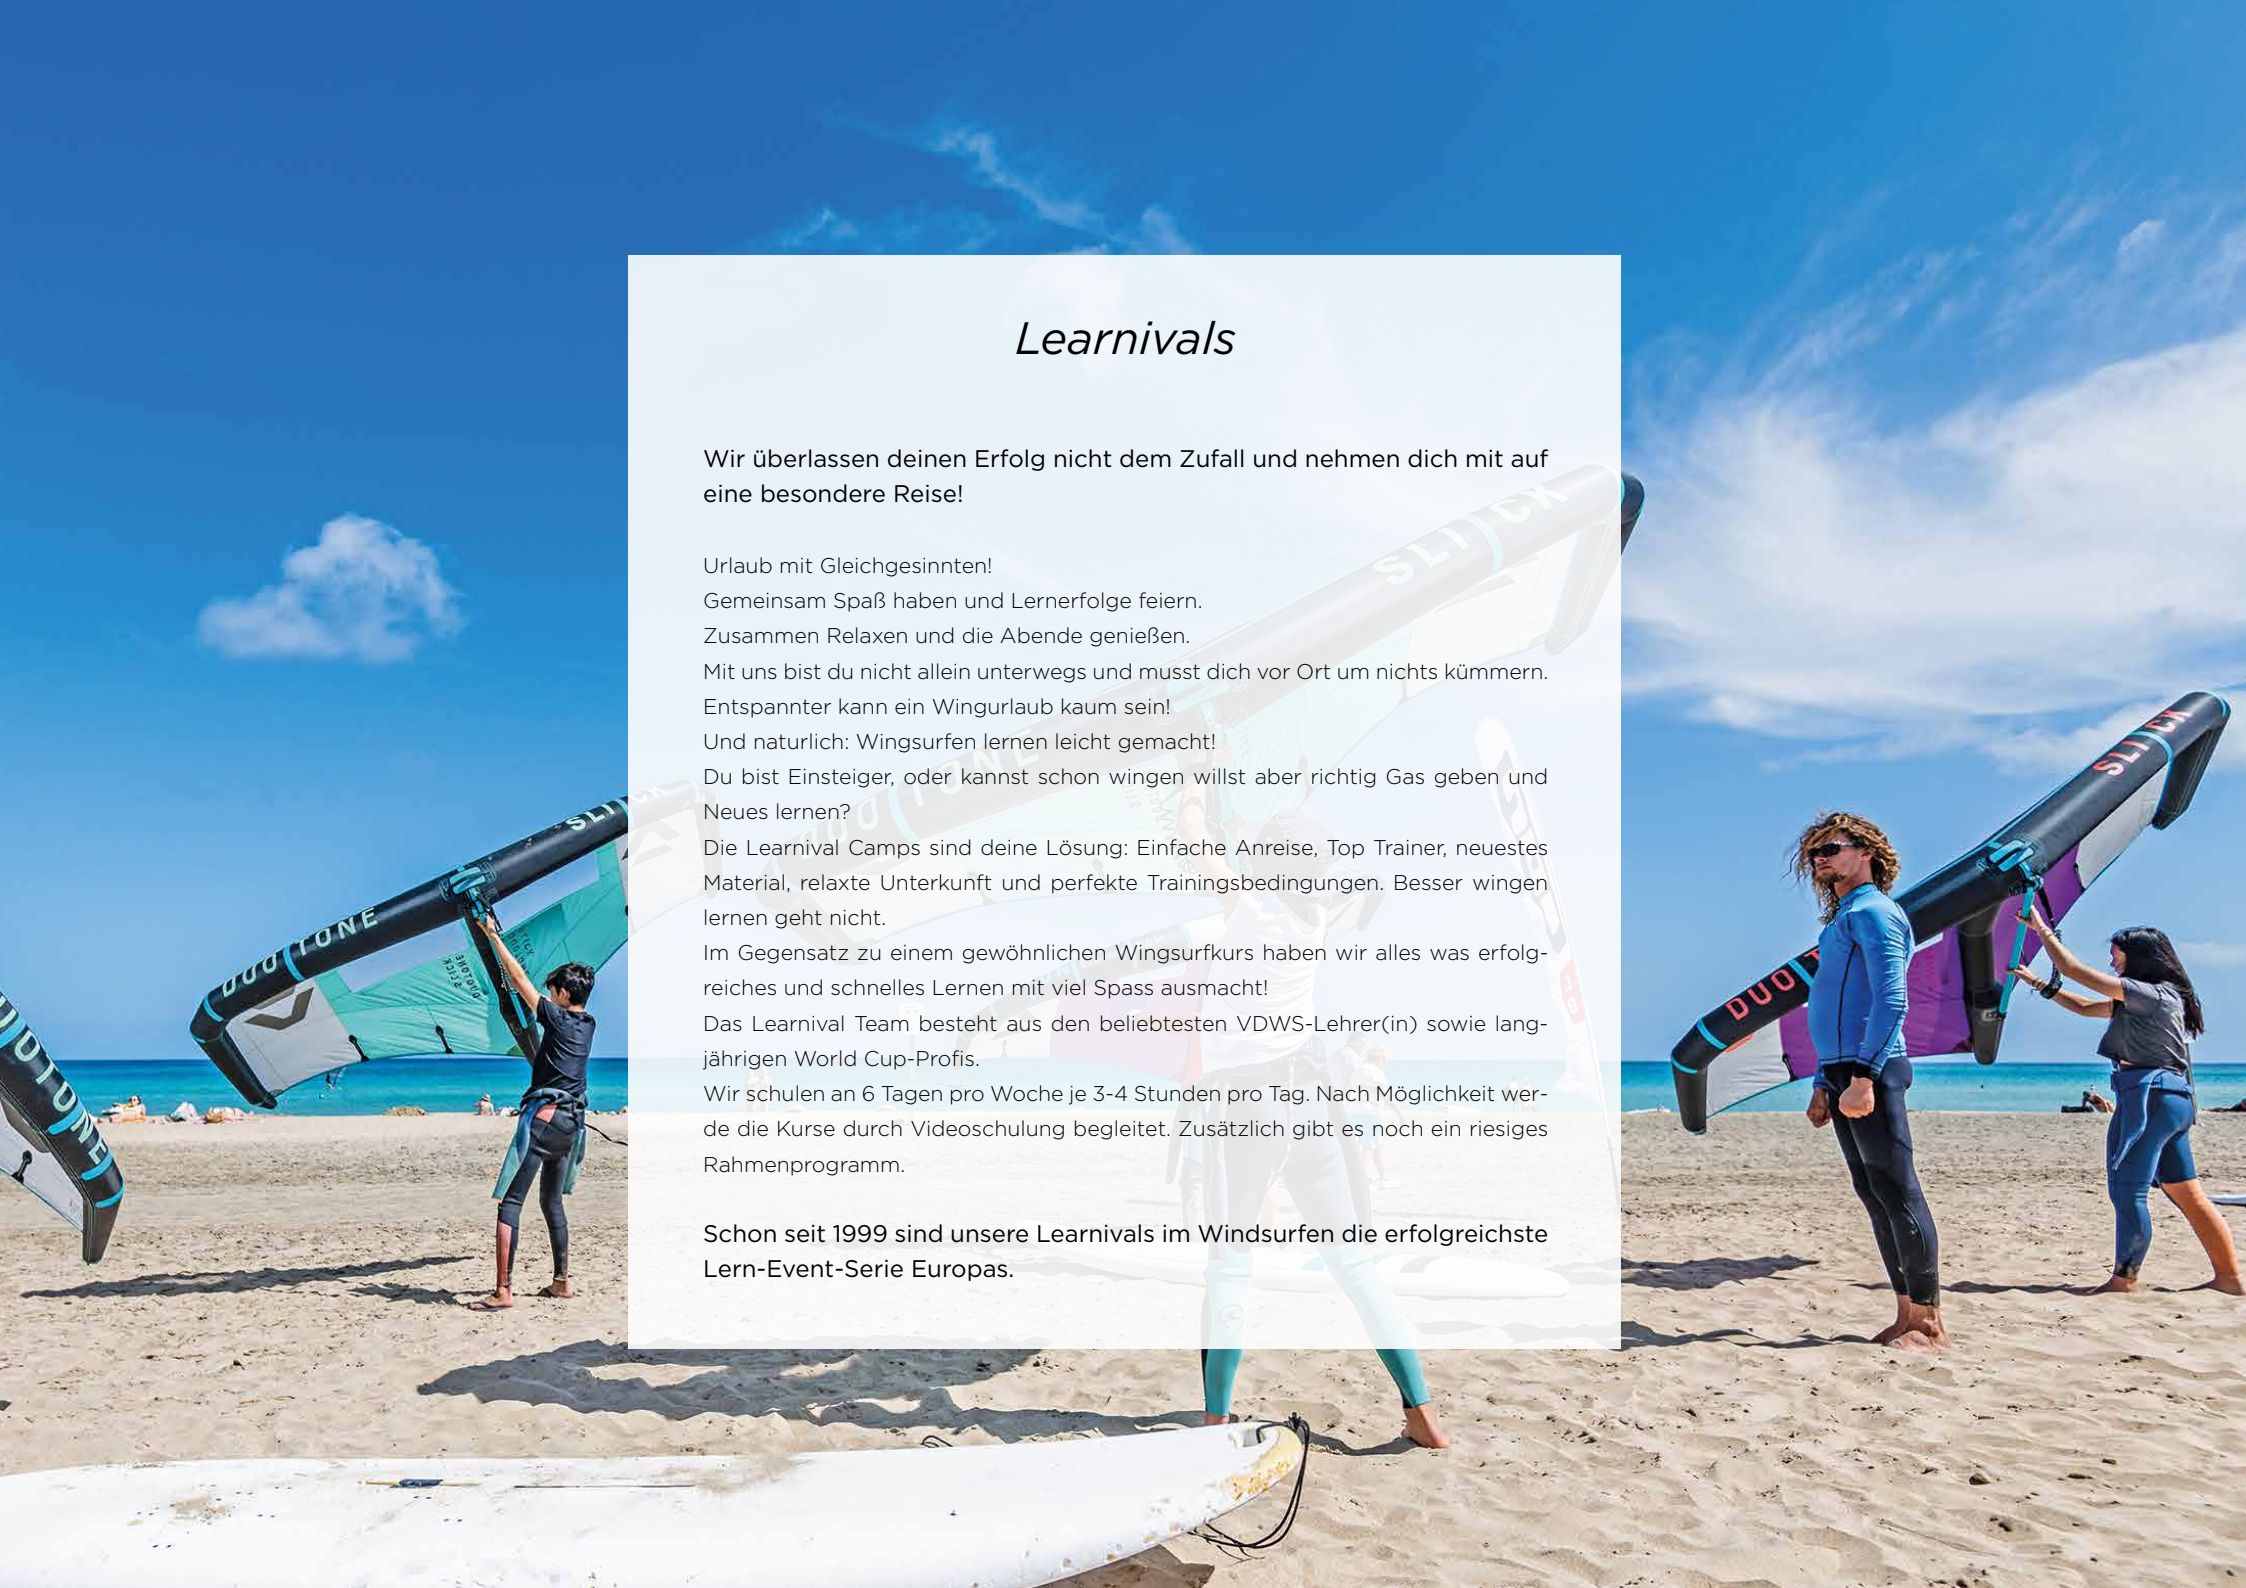 Learnivals
Wir überlassen deinen Erfolg nicht dem Zufall und nehmen dich mit auf
eine besondere Reise!
Urlaub mit Gleichgesinnten!
Gemeinsam Spaß haben und Lernerfolge feiern.
Zusammen Relaxen und die Abende genießen.
Mit uns bist du nicht allein unterwegs und musst dich vor Ort um nichts kümmern.
Entspannter kann ein Wingurlaub kaum sein!
Und naturlich: Wingsurfen lernen leicht gemacht!
Du bist Einsteiger, oder kannst schon wingen willst aber richtig Gas geben und
Neues lernen?
Die Learnival Camps sind deine Lösung: Einfache Anreise, Top Trainer, neuestes
Material, relaxte Unterkunft und perfekte Trainingsbedingungen. Besser wingen
lernen geht nicht.
Im Gegensatz zu einem gewöhnlichen Wingsurfkurs haben wir alles was erfolg-
reiches und schnelles Lernen mit viel Spass ausmacht!
Das Learnival Team besteht aus den beliebtesten VDWS-Lehrer(in) sowie lang-
jährigen World Cup-Profis.
Wir schulen an 6 Tagen pro Woche je 3-4 Stunden pro Tag. Nach Möglichkeit wer-
de die Kurse durch Videoschulung begleitet. Zusätzlich gibt es noch ein riesiges
Rahmenprogramm.
Schon seit 1999 sind unsere Learnivals im Windsurfen die erfolgreichste
Lern-Event-Serie Europas.
DUOTONE
SLICK
DUOTONE
SLICK
SLICK